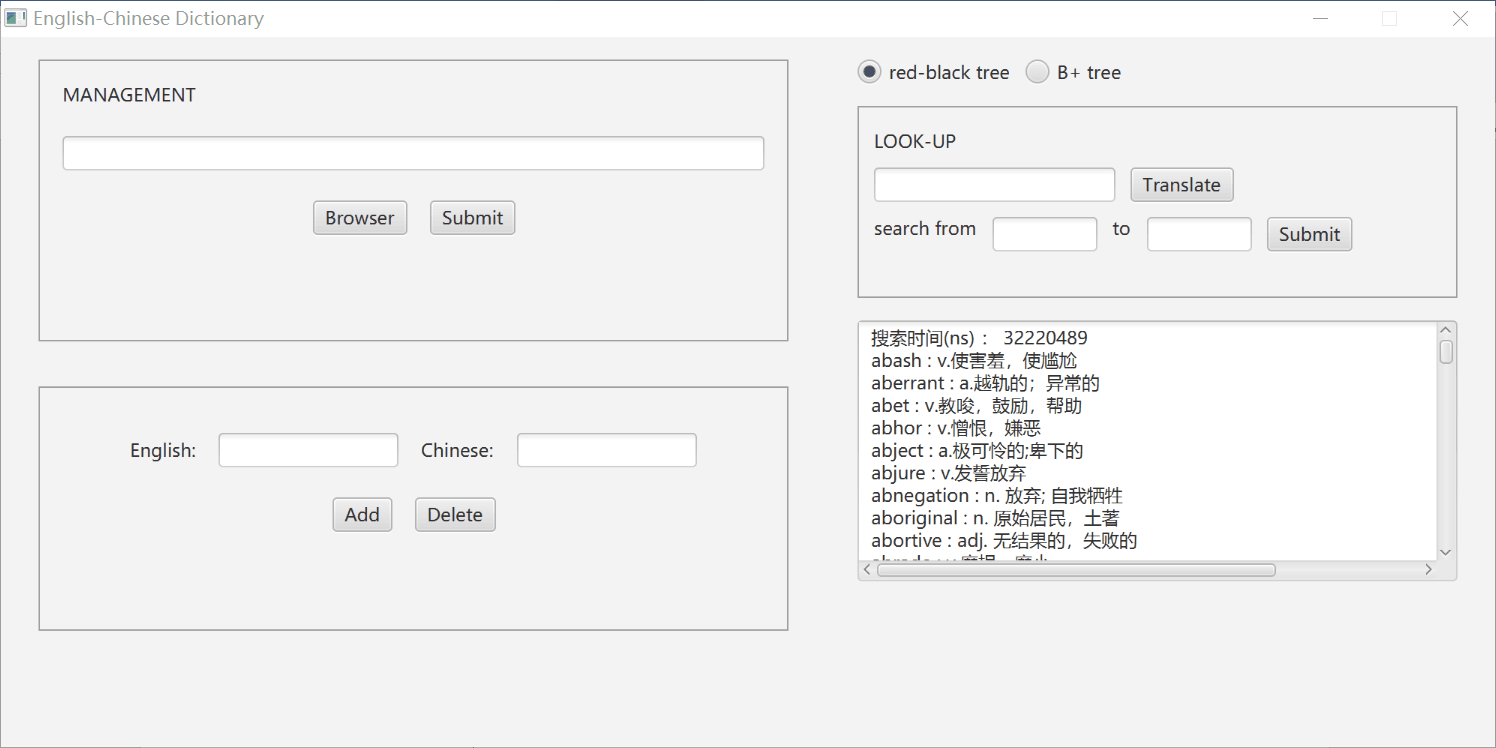 English-Chinese Dictionary
MANAGEMENT
Browser Submit
English: Chinese:
Add Delete
red-black tree B+ tree
LOOK-UP
Translate
search from to Submit
搜索时间(ns) : 32220489
abash : v.使害羞，使尴尬
aberrant : a.越轨的；异常的
abet : v.教唆，鼓励，帮助
abhor : v.憎恨，嫌恶
abject : a.极可怜的;卑下的
abjure : v.发誓放弃
abnegation : n. 放弃; 自我牺牲
aboriginal : n. 原始居民，土著
abortive : adj. 无结果的，失败的